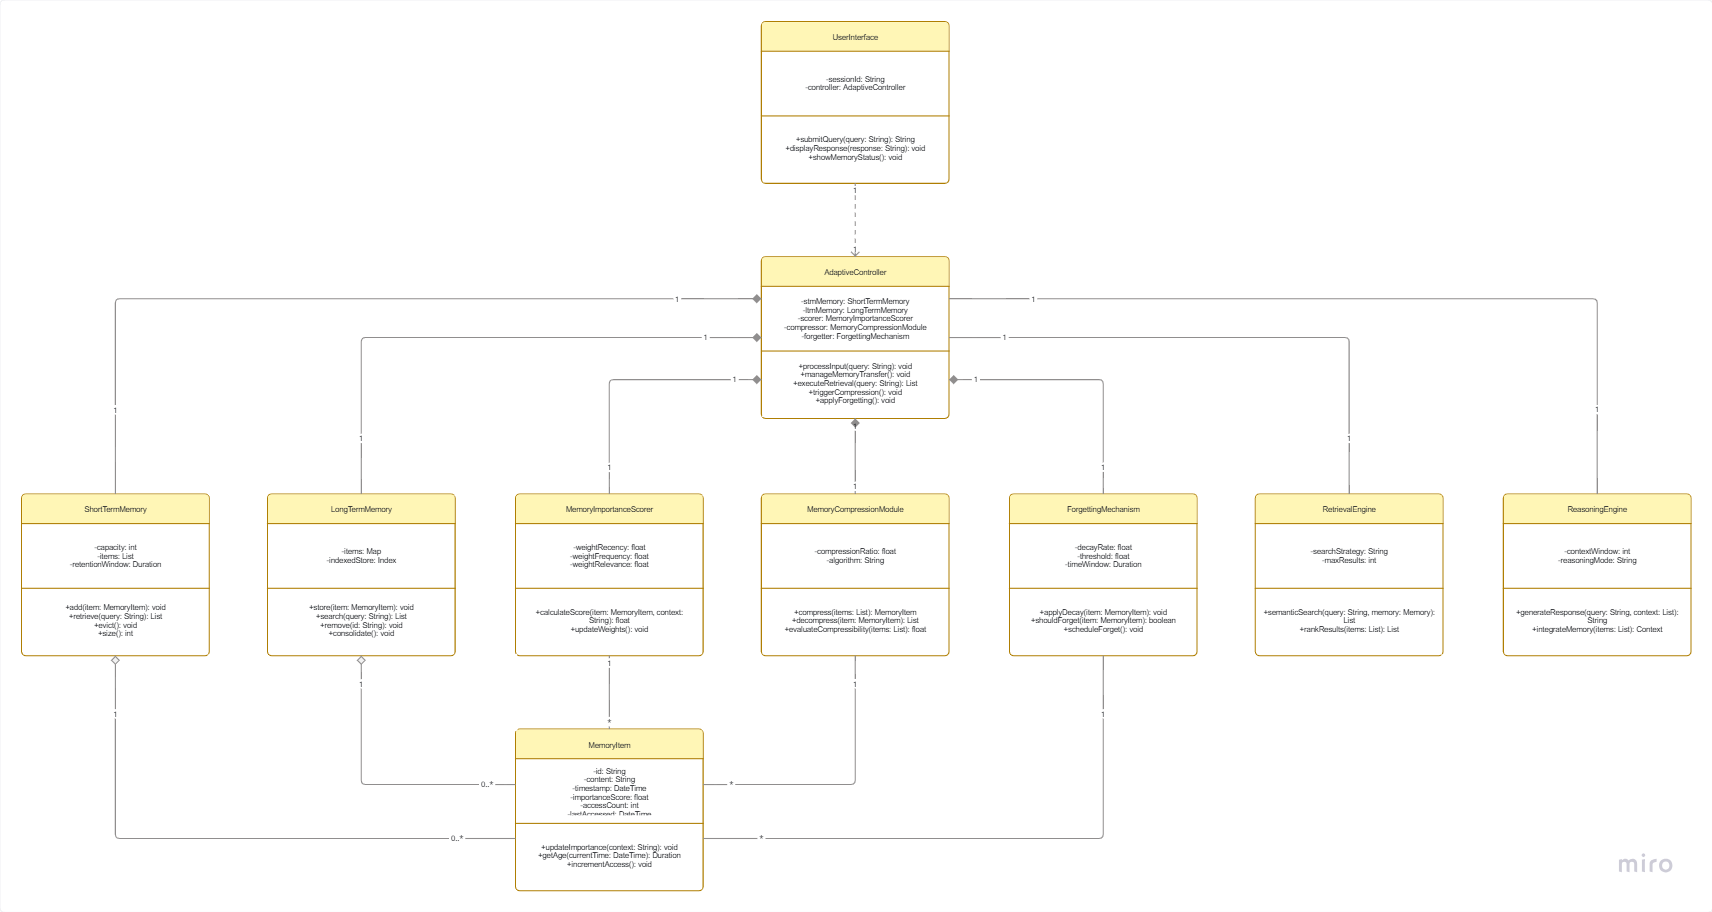 UserInterface
-sessionId: String
-controller: AdaptiveController
+submitQuery(query: String): String
+displayResponse(response: String): void
+showMemoryStatus(): void
1
1
AdaptiveController
-stmMemory: ShortTermMemory
-ltmMemory: LongTermMemory
-scorer: MemoryImportanceScorer
-compressor: MemoryCompressionModule
-forgetter: ForgettingMechanism
+processInput(query: String): void
+manageMemoryTransfer(): void
+executeRetrieval(query: String): List
+triggerCompression(): void
+applyForgetting(): void
1
1
1
1
1
1
1
1
1
1
1
1
1
1
ShortTermMemory
-capacity: int
-items: List
-retentionWindow: Duration
+add(item: MemoryItem): void
+retrieve(query: String): List
+evict(): void
+size(): int
LongTermMemory
-items: Map
-indexedStore: Index
+store(item: MemoryItem): void
+search(query: String): List
+remove(id: String): void
+consolidate(): void
MemoryImportanceScorer
-weightRecency: float
-weightFrequency: float
-weightRelevance: float
+calculateScore(item: MemoryItem, context:
String): float
+updateWeights(): void
MemoryCompressionModule
-compressionRatio: float
-algorithm: String
+compress(items: List): MemoryItem
+decompress(item: MemoryItem): List
+evaluateCompressibility(items: List): float
ForgettingMechanism
-decayRate: float
-threshold: float
-timeWindow: Duration
+applyDecay(item: MemoryItem): void
+shouldForget(item: MemoryItem): boolean
+scheduleForget(): void
RetrievalEngine
-searchStrategy: String
-maxResults: int
+semanticSearch(query: String, memory: Memory):
List
+rankResults(items: List): List
ReasoningEngine
-contextWindow: int
-reasoningMode: String
+generateResponse(query: String, context: List):
String
+integrateMemory(items: List): Context
1
1
1
1
1
*
0..*
*
0..*
*
MemoryItem
-id: String
-content: String
-timestamp: DateTime
-importanceScore: float
-accessCount: int
-lastAccessed: DateTime
+updateImportance(context: String): void
+getAge(currentTime: DateTime): Duration
+incrementAccess(): void
miro